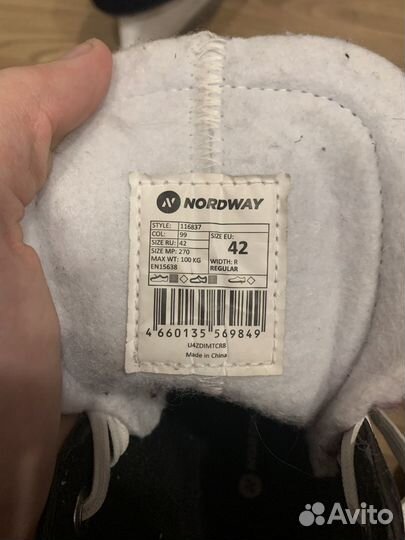 NORDWAY
STYLE: 116837
COL: 99
SIZE RU: 42
SIZE MP: 270
MAX WT: 100 KG
EN15638
SIZE EU:
42
WIDTH: R
REGULAR
4 660135 569849
U4ZDIMTCR8
Made in China
Avito